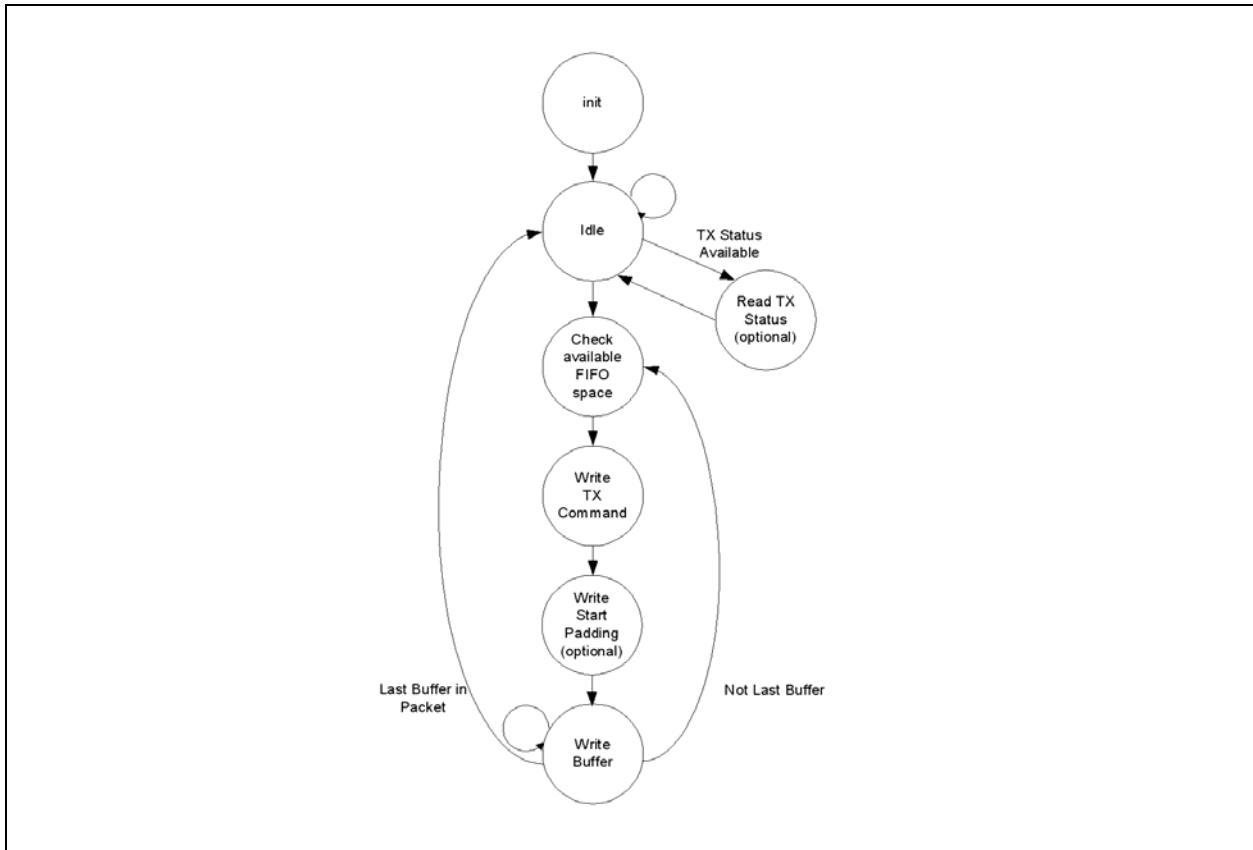 init
Idle
TX Status
Available
Read TX
Status
(optional)
Check
available
FIFO
space
Write
TX
Command
Write
Start
Padding
(optional)
Last Buffer in
Packet
Not Last Buffer
Write
Buffer